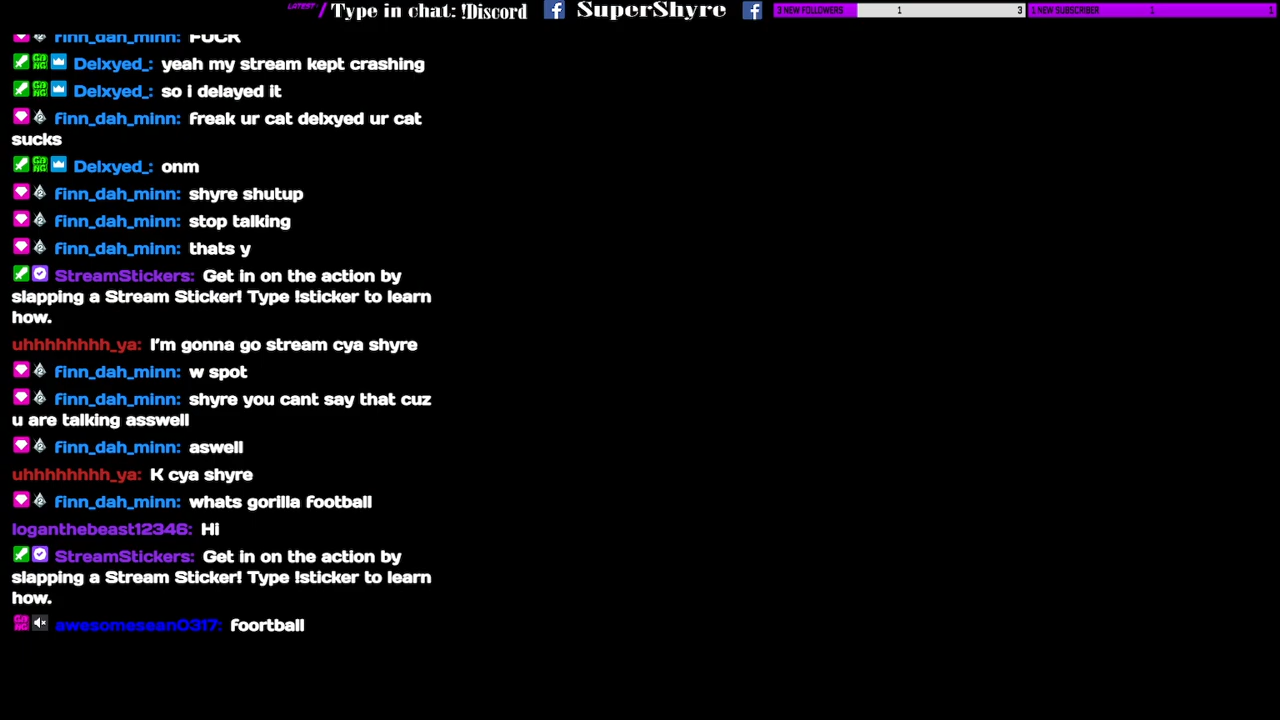 LATEST: / Type in chat: !Discord SuperShyre 3 NEW FOLLOWERS 1 3 1 NEW SUBSCRIBER 1 1
finn_dah_minn: FUCK
Delxyed_: yeah my stream kept crashing
Delxyed_: so i delayed it
finn_dah_minn: freak ur cat delxyed ur cat
sucks
Delxyed_: onm
finn_dah_minn: shyre shutup
finn_dah_minn: stop talking
finn_dah_minn: thats y
StreamStickers: Get in on the action by
slapping a Stream Sticker! Type !sticker to learn
how.
uhhhhhhhh_ya: I'm gonna go stream cya shyre
finn_dah_minn: w spot
finn_dah_minn: shyre you cant say that cuz
u are talking asswell
finn_dah_minn: aswell
uhhhhhhhh_ya: K cya shyre
finn_dah_minn: whats gorilla football
loganthebeast12346: Hi
StreamStickers: Get in on the action by
slapping a Stream Sticker! Type !sticker to learn
how.
awesomesean0317: foortball